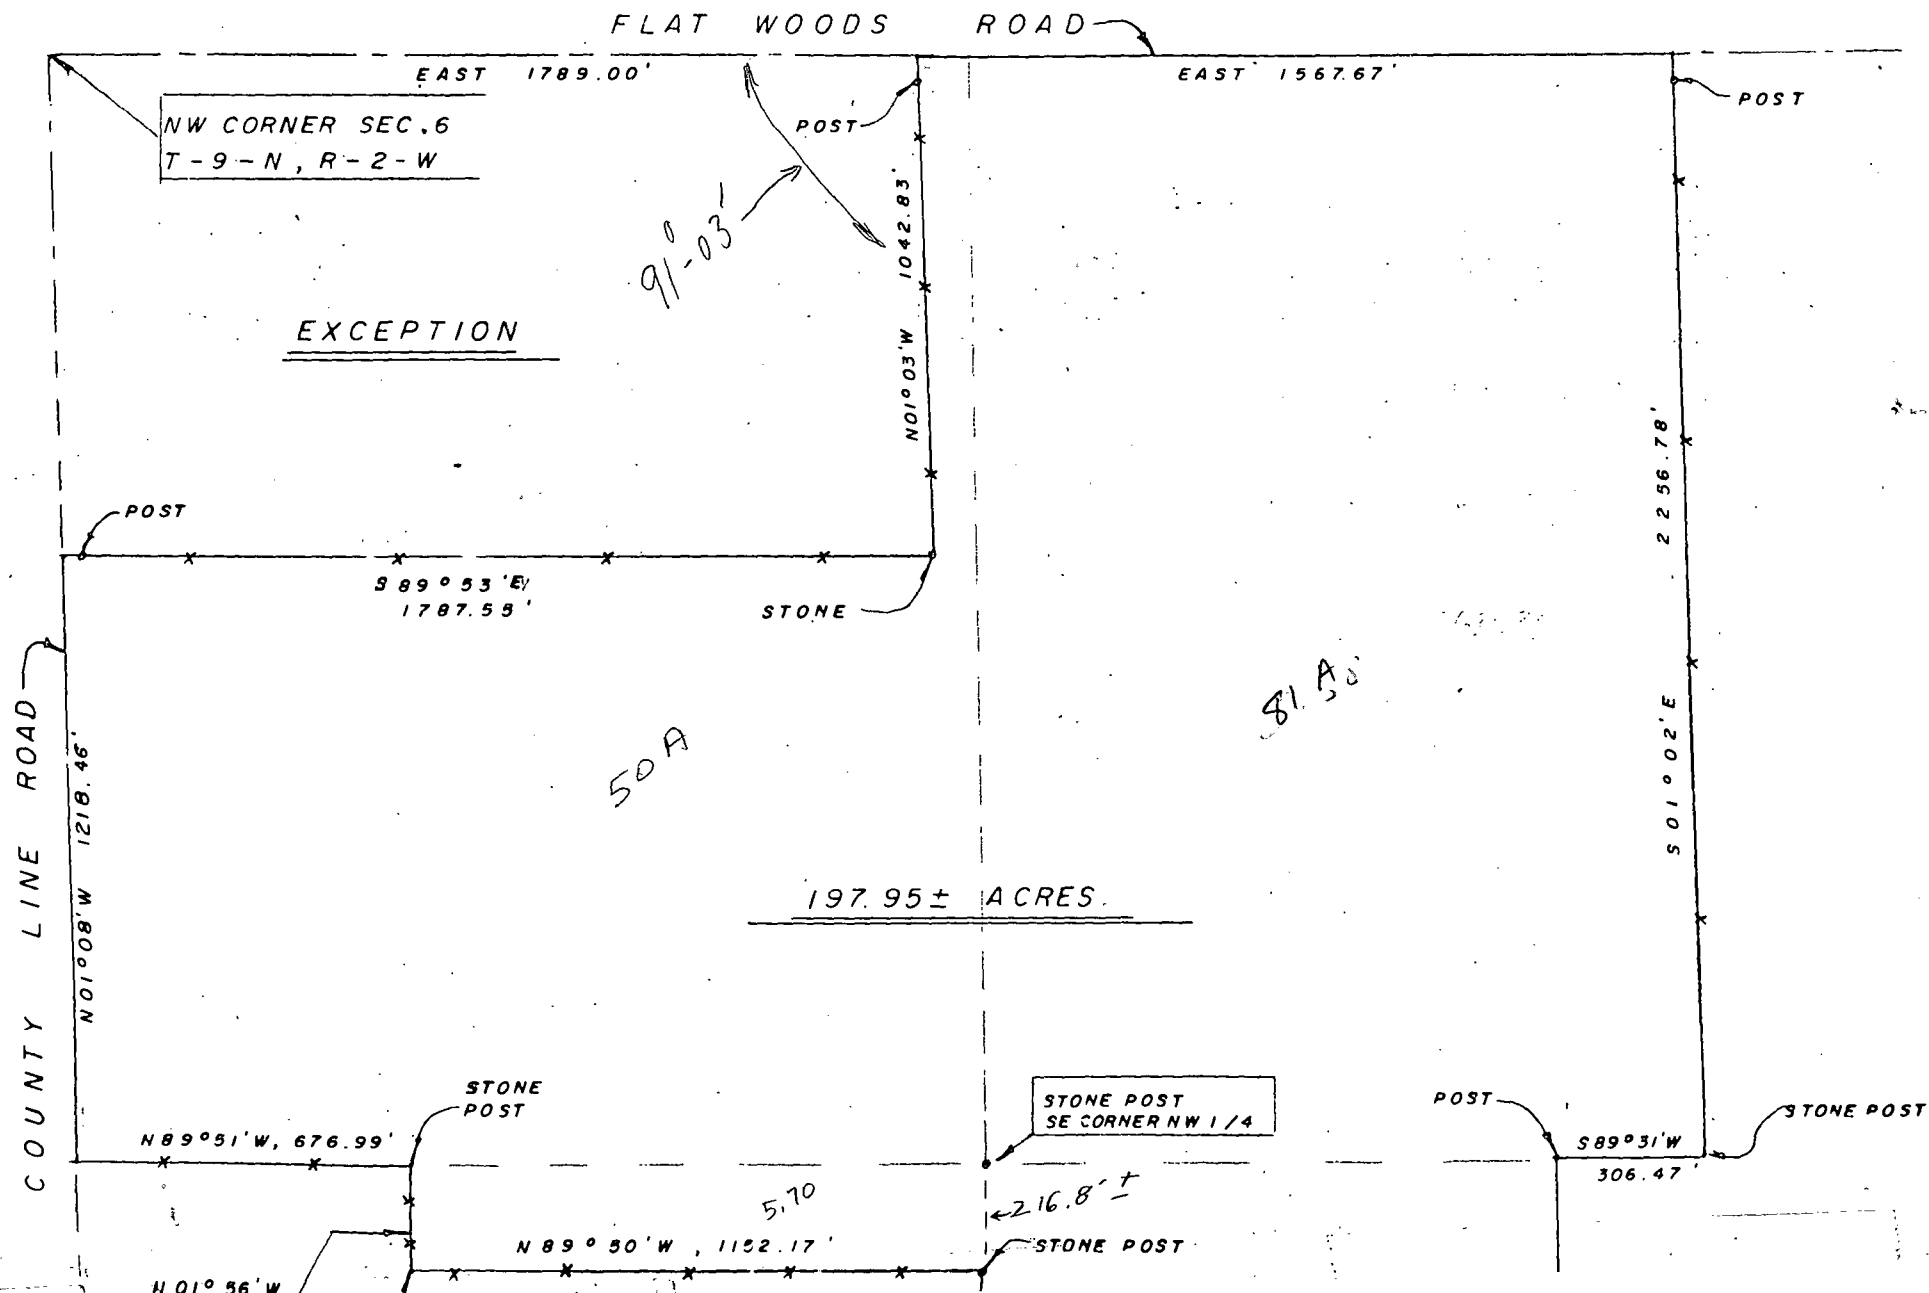 FLAT WOODS ROAD
EAST 1789.00'
EAST 1567.67'
POST
NW CORNER SEC.6
T-9-N, R-2-W
POST
91°-03'
N01°03'W 1042.83'
EXCEPTION
POST
S89°53'E
1787.55'
STONE
S01°02'E 2256.78'
COUNTY LINE ROAD
N01°08'W 1218.46'
50 A
81. A
197.95± ACRES.
STONE
POST
STONE POST
SE CORNER NW 1/4
POST
STONE POST
N89°51'W, 676.99'
S89°31'W
306.47'
5.70
216.8'±
N89°50'W, 1152.17'
STONE POST
N01°56'W